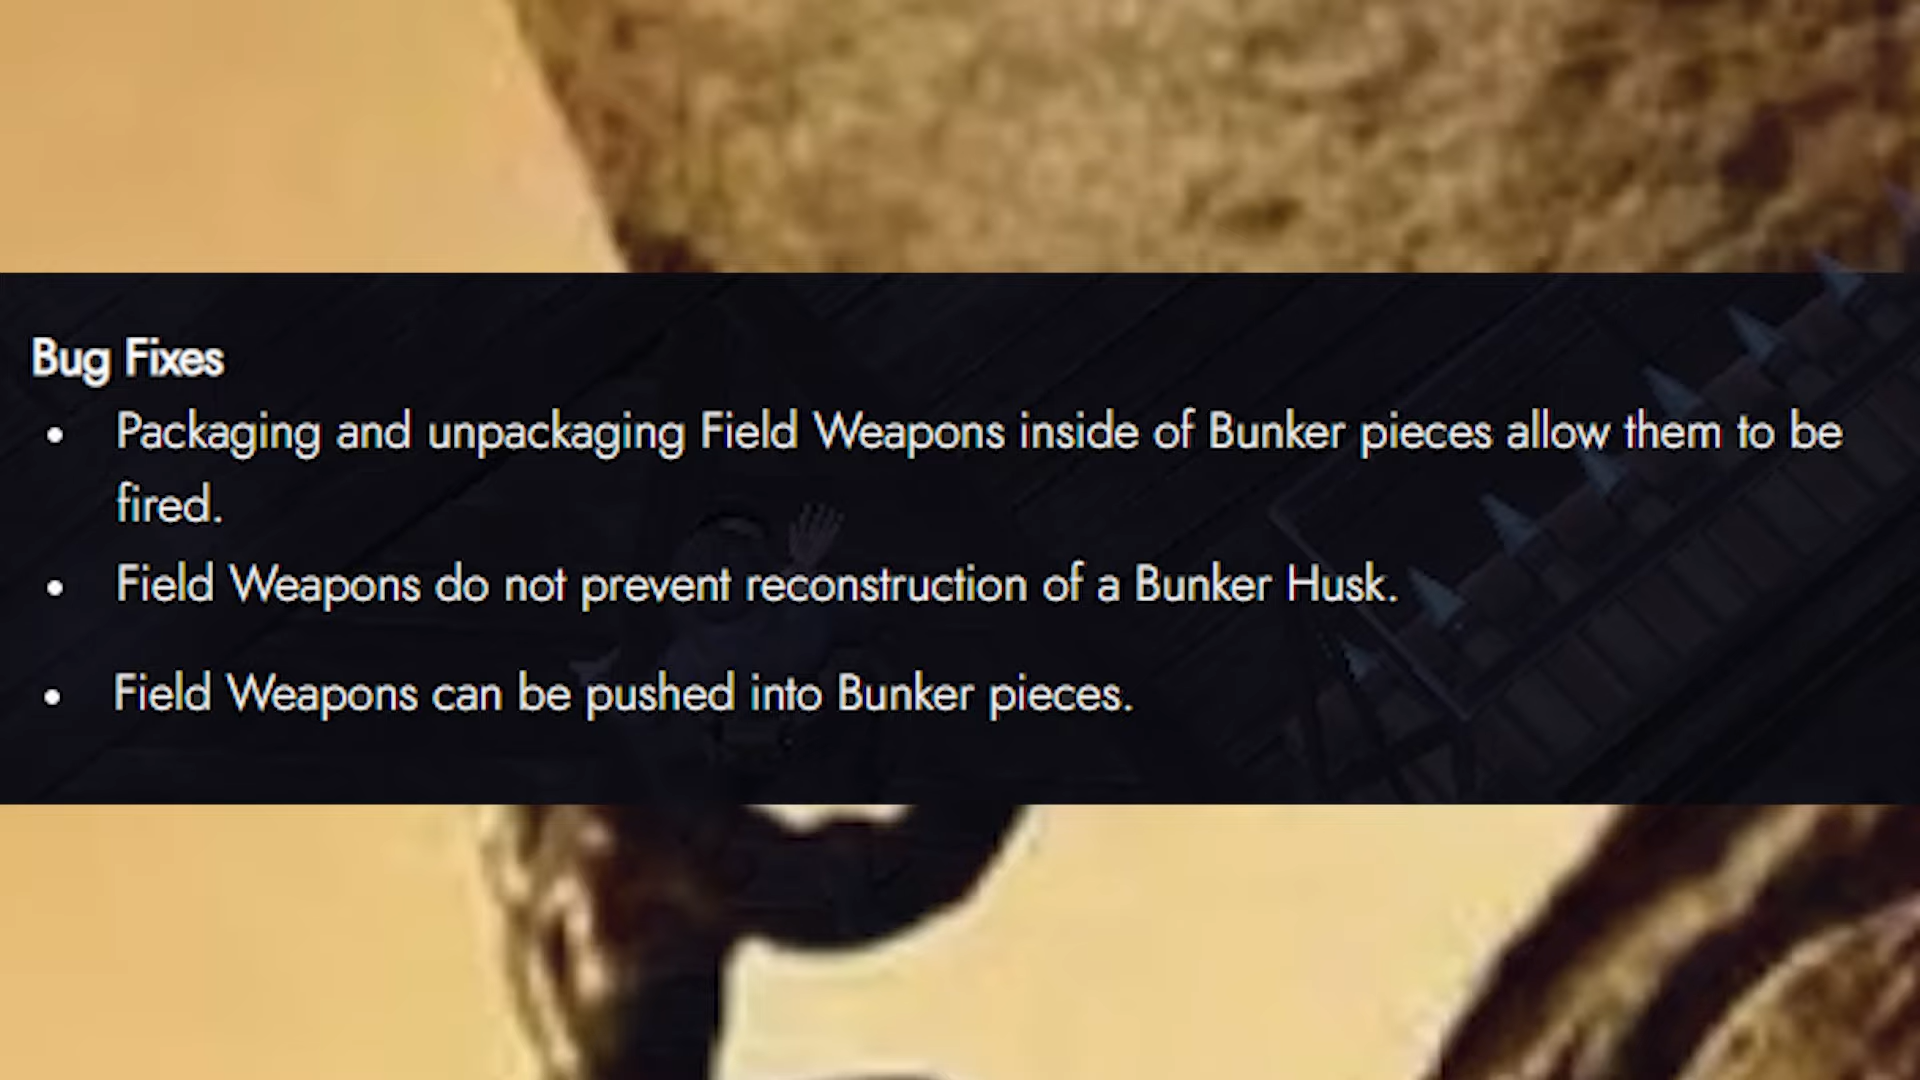 Bug Fixes
• Packaging and unpackaging Field Weapons inside of Bunker pieces allow them to be
fired.
• Field Weapons do not prevent reconstruction of a Bunker Husk.
• Field Weapons can be pushed into Bunker pieces.